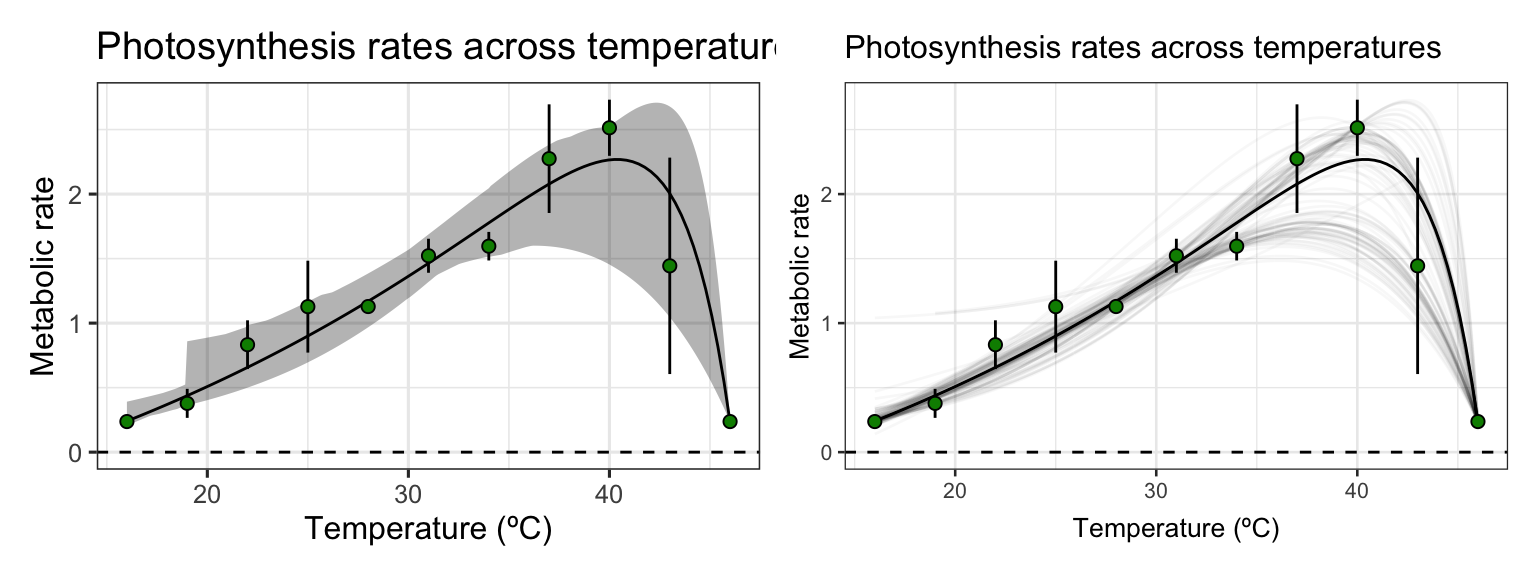 Photosynthesis rates across temperature
Metabolic rate
2
1
0
20 30 40
Temperature (ºC)
Photosynthesis rates across temperatures
Metabolic rate
2
1
0
20 30 40
Temperature (ºC)